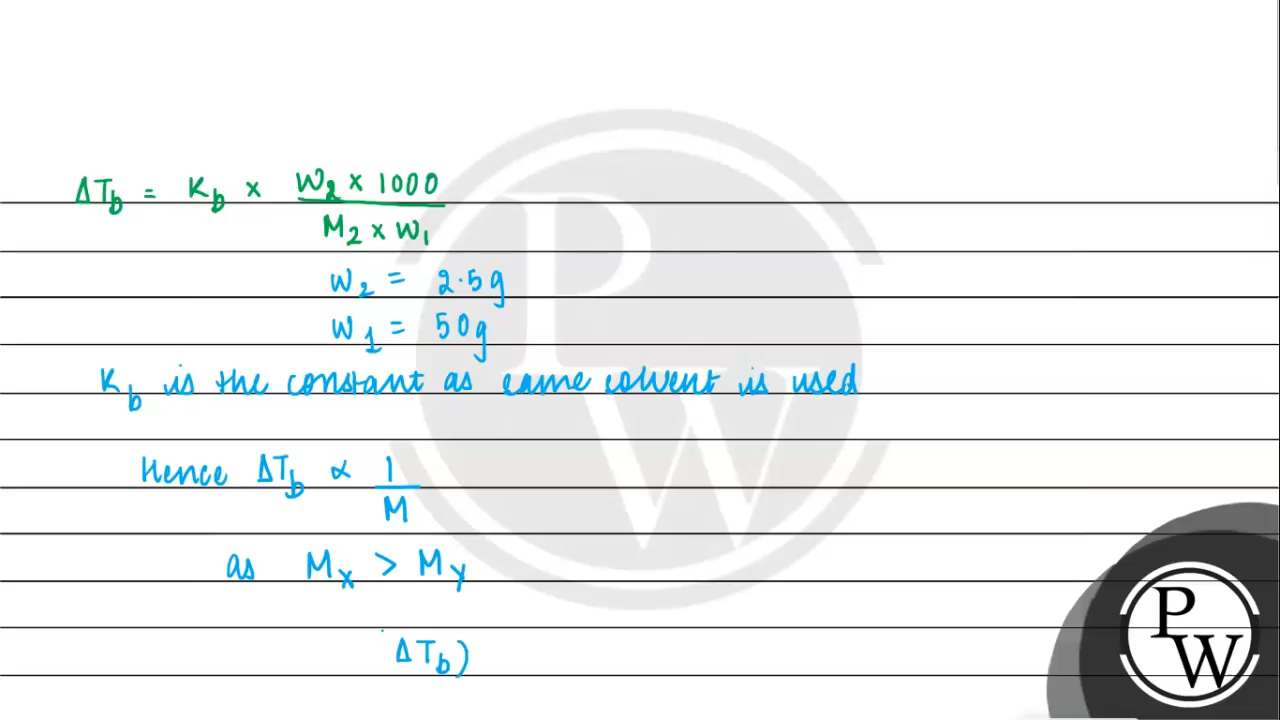 ΔTb = Kb × W2 × 1000
M2 × W1
W2 = 2.5g
W1 = 50g
Kb is the constant as same solvent is used
Hence ΔTb ∝ 1
M
as Mx > My
ΔTb)
P
W
P
W